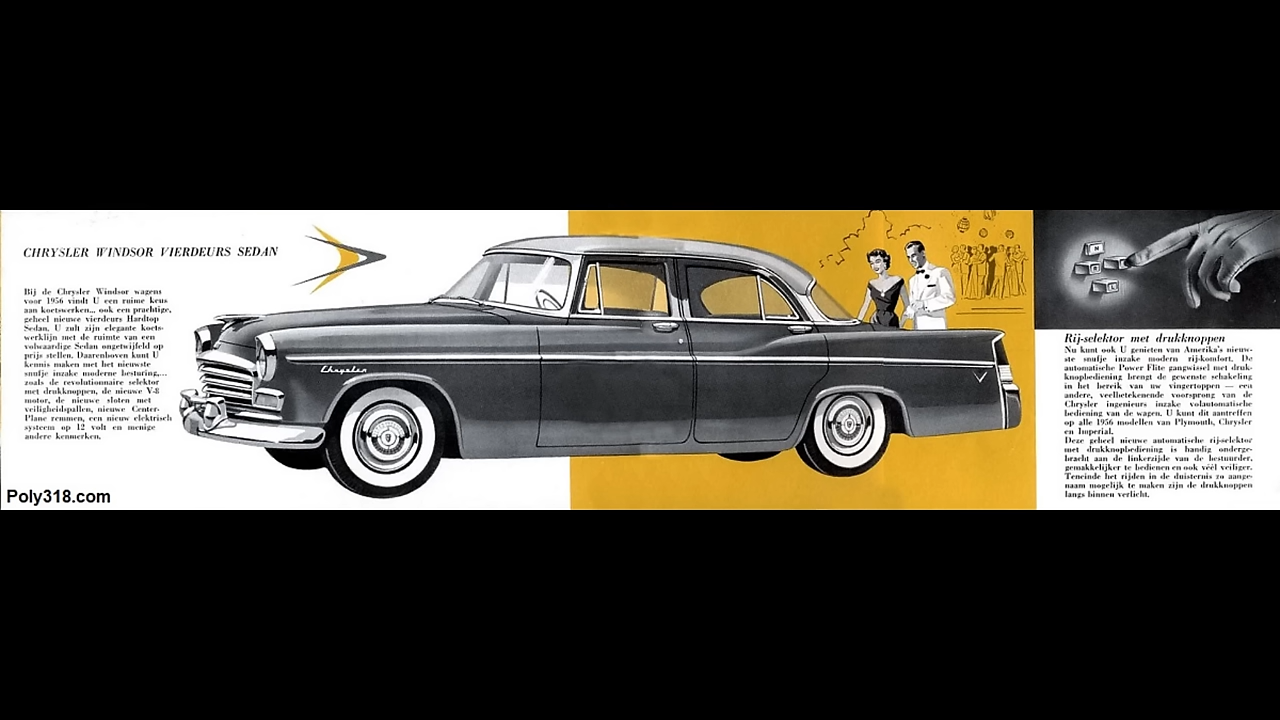 CHRYSLER WINDSOR VIERDEURS SEDAN
Bij de Chrysler Windsor wagens
voor 1956 vindt U een ruime keus
aan koetswerken... ook een prachtige,
geheel nieuwe vierdeurs Hardtop
Sedan. U zult zijn elegante koets-
werklijn met de ruimte van een
volwaardige Sedan ongetwijfeld op
prijs stellen. Daarenboven kunt U
kennis maken met het nieuwste
snufje inzake moderne besturing,...
zoals de revolutionnaire selektor
met drukknoppen, de nieuwe V-8
motor, de nieuwe sloten met
veiligheidspallen, nieuwe Center-
Plane remmen, een nieuw elektrisch
systeem op 12 volt en menige
andere kenmerken.
Chrysler
Rij-selektor met drukknoppen
Nu kunt ook U genieten van Amerika's nieuw-
ste snufje inzake modern rij-komfort. De
automatische Power Flite gangwissel met druk-
knopbediening brengt de gewenste schakeling
in het bereik van uw vingertoppen — een
andere, veelbetekenende voorsprong van de
Chrysler ingenieurs inzake volautomatische
bediening van de wagen. U kunt dit aantreffen
op alle 1956 modellen van Plymouth, Chrysler
en Imperial.
Deze geheel nieuwe automatische rij-selektor
met drukknopbediening is handig onderge-
bracht aan de linkerzijde van de bestuurder,
gemakkelijker te bedienen en ook véél veiliger.
Teneinde het rijden in de duisternis zo aange-
naam mogelijk te maken zijn de drukknoppen
langs binnen verlicht.
Poly318.com